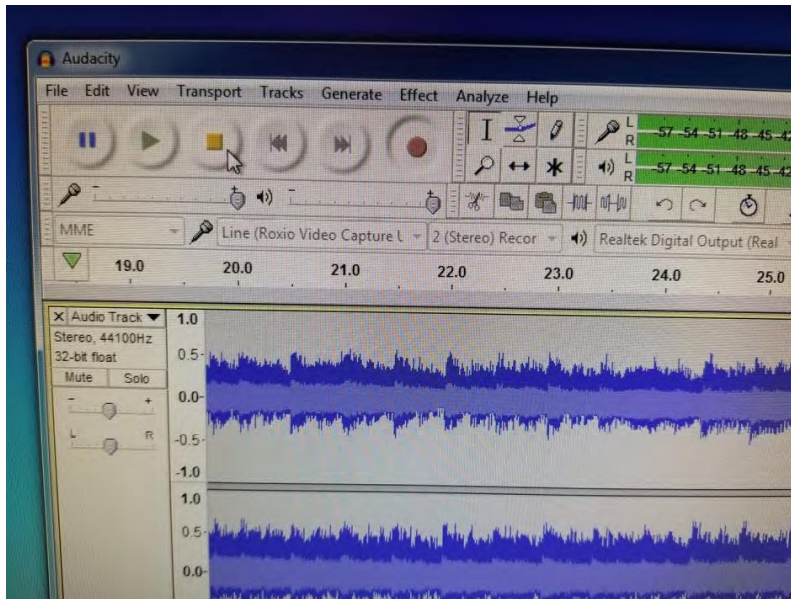 Audacity
File Edit View Transport Tracks Generate Effect Analyze Help
L
R
-57 -54 -51 -48 -45 -42
L
R
-57 -54 -51 -48 -45 -42
MME
Line (Roxio Video Capture U
2 (Stereo) Recor
Realtek Digital Output (Real
19.0 20.0 21.0 22.0 23.0 24.0 25.0
Audio Track
Stereo, 44100Hz
32-bit float
Mute Solo
- +
L R
1.0
0.5-
0.0-
-0.5-
-1.0
1.0
0.5-
0.0-